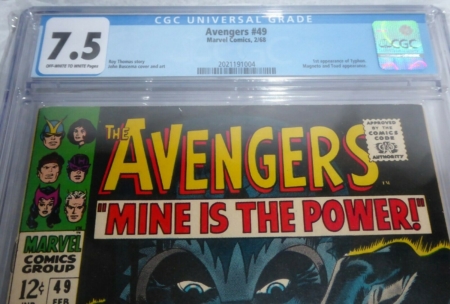 CGC UNIVERSAL GRADE
7.5
OFF-WHITE TO WHITE Pages
Avengers #49
Marvel Comics, 2/68
Roy Thomas story
John Buscema cover and art
2021191004
1st appearance of Typhon
Magneto and Toad appearance
CGC
THE
AVENGERS
TM
APPROVED
BY THE
COMICS
CODE
AUTHORITY
"MINE IS THE POWER!"
MARVEL
COMICS
GROUP
12¢
49
FEB